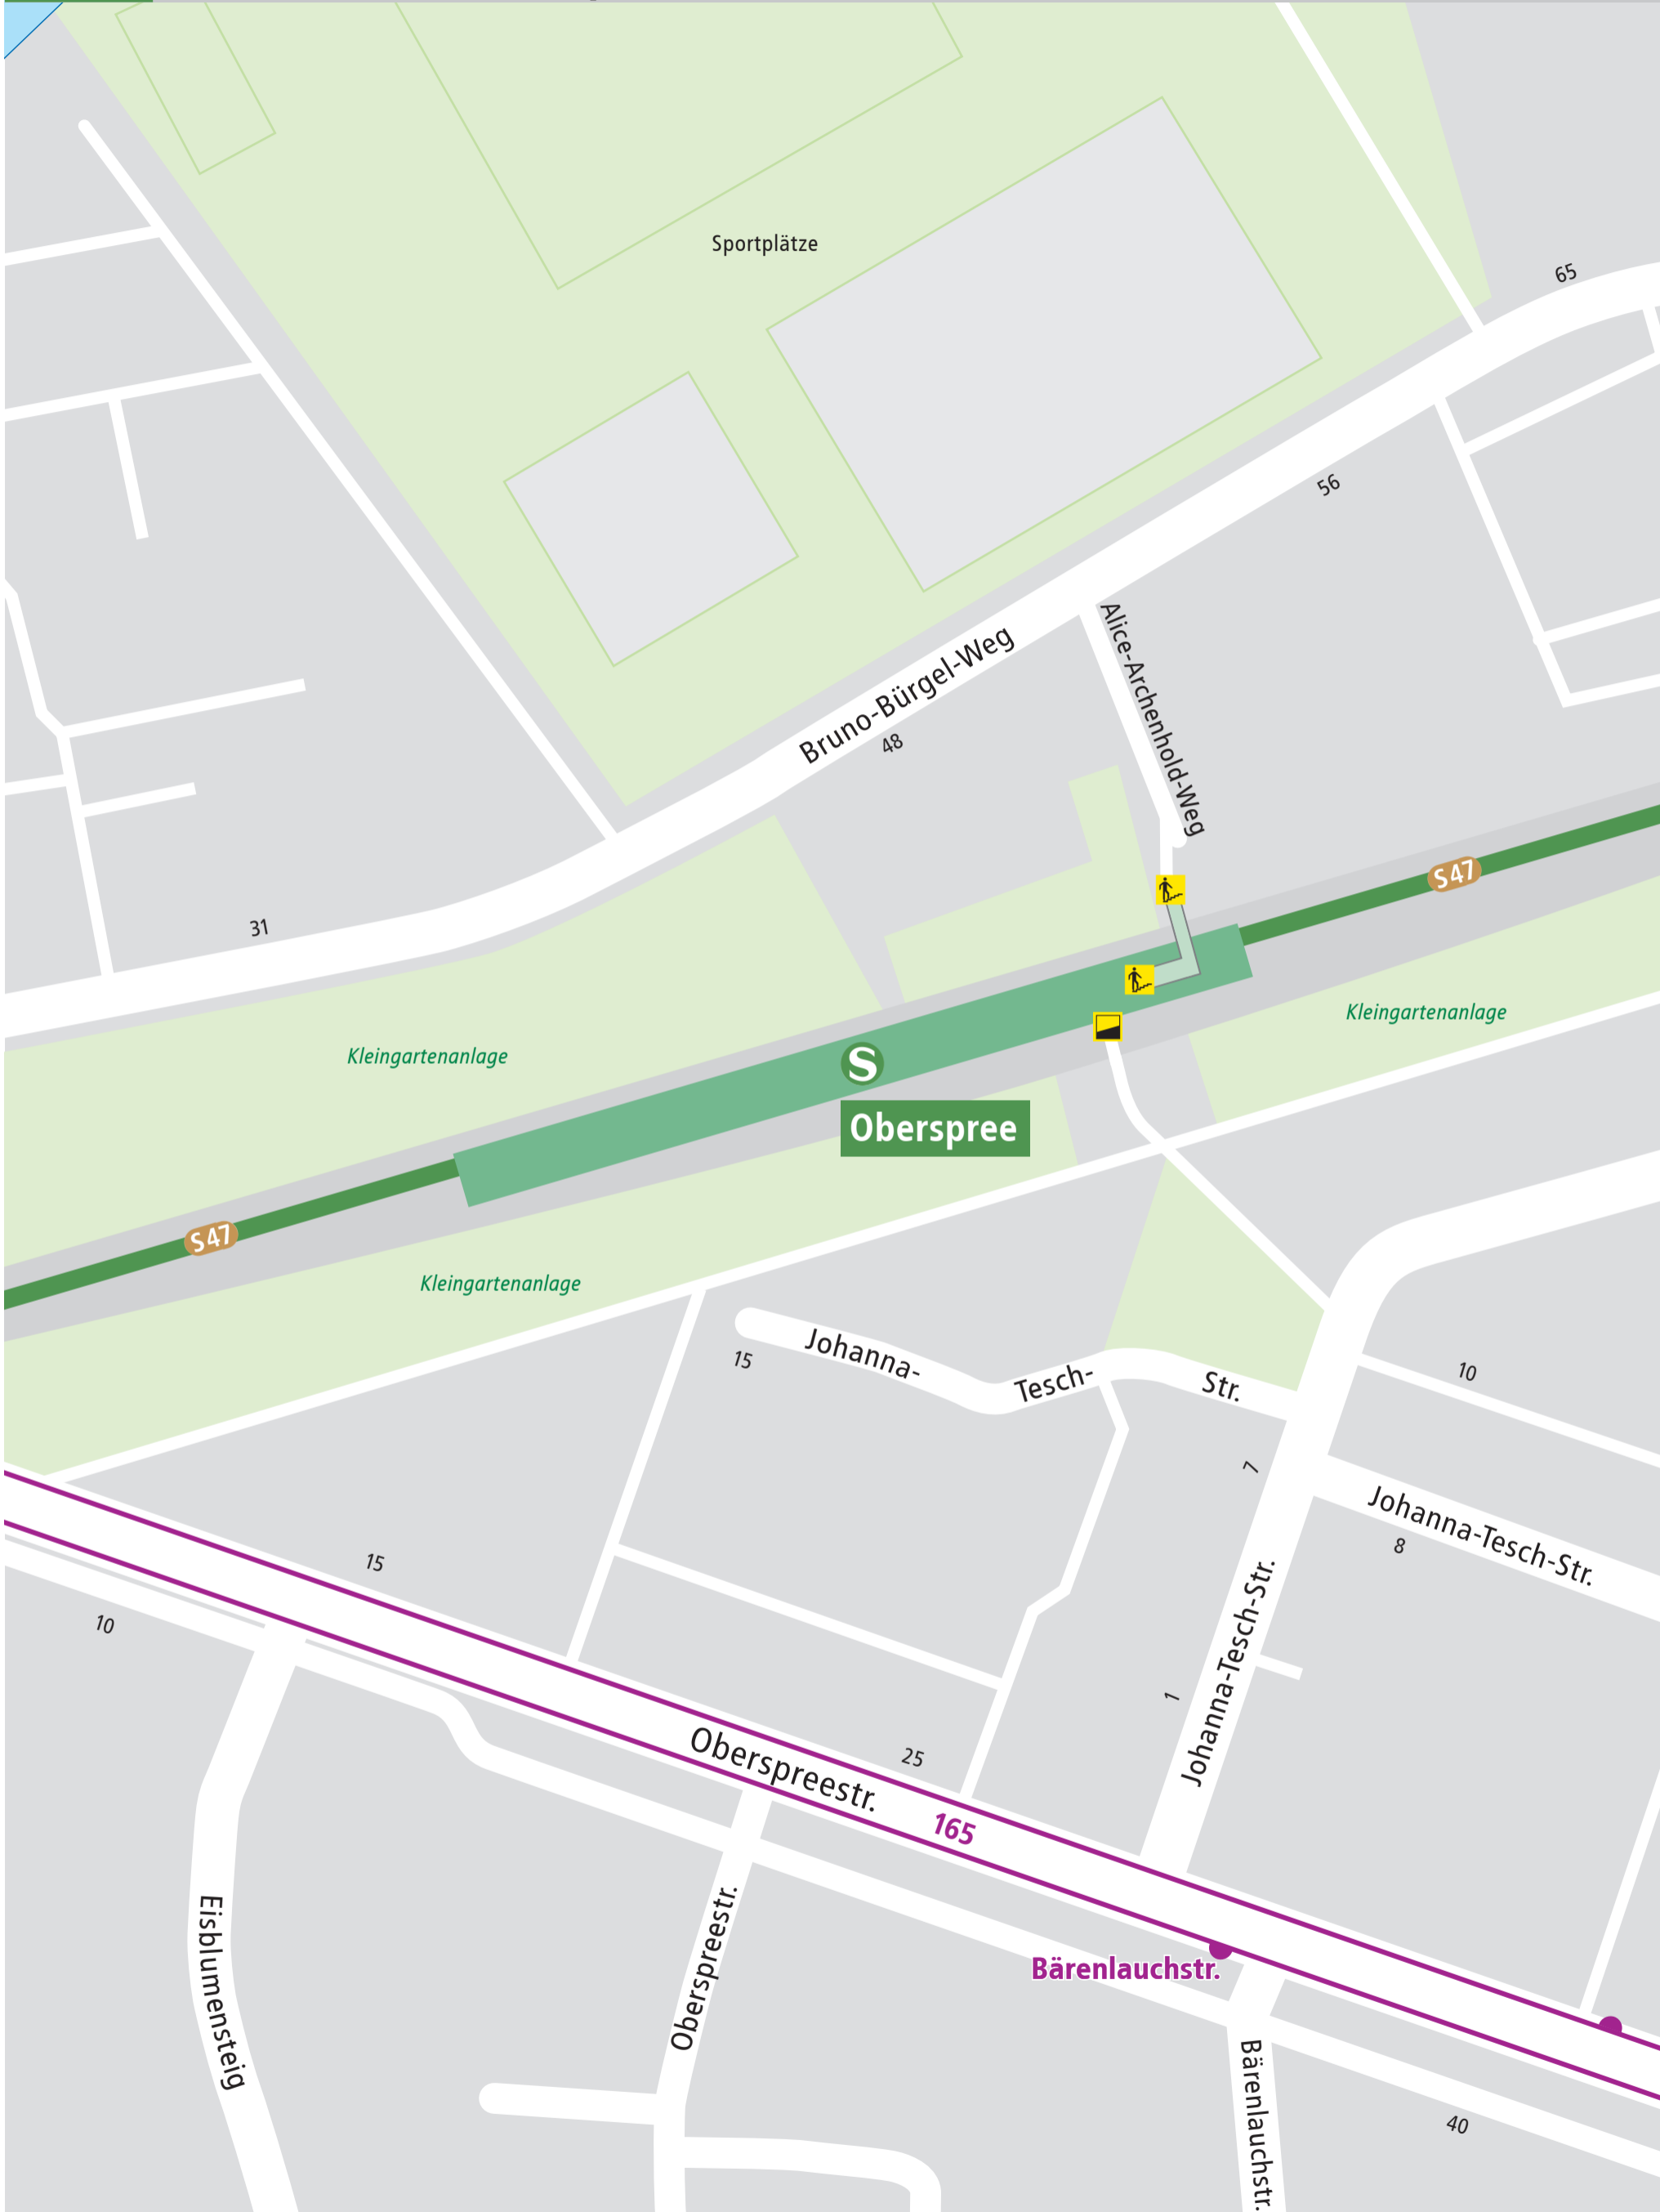 Sportplätze
65
56
Alice-Archenhold-Weg
Bruno-Bürgel-Weg
48
S47
31
Kleingartenanlage
Kleingartenanlage
S
Oberspree
S47
Kleingartenanlage
Johanna-
Tesch-
Str.
15
10
7
Johanna-Tesch-Str.
8
15
10
Johanna-Tesch-Str.
1
Oberspreestr.
25
165
Eisblumensteig
Oberspreestr.
Bärenlauchstr.
Bärenlauchstr.
40